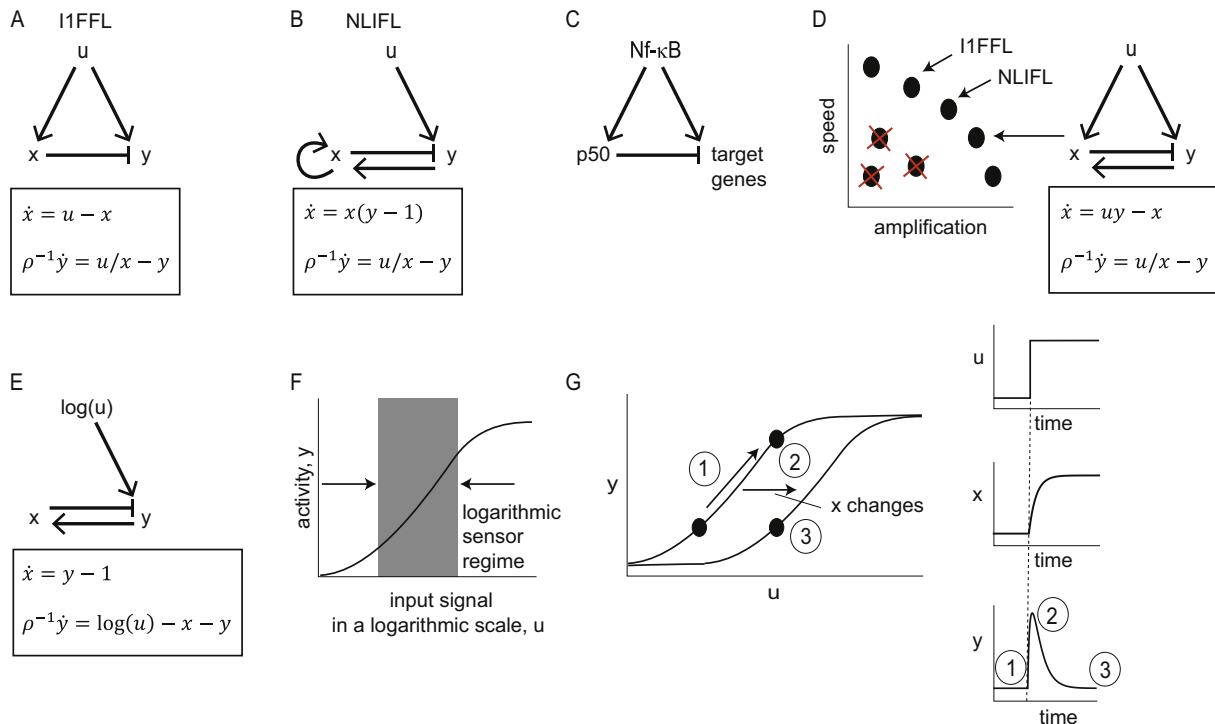 A
I1FFL
u
x
y
ẋ = u − x
ρ⁻¹ẏ = u/x − y
B
NLIFL
u
x
y
ẋ = x(y − 1)
ρ⁻¹ẏ = u/x − y
C
Nf-κB
p50
target
genes
D
speed
amplification
I1FFL
NLIFL
u
x
y
ẋ = uy − x
ρ⁻¹ẏ = u/x − y
E
log(u)
x
y
ẋ = y − 1
ρ⁻¹ẏ = log(u) − x − y
F
activity, y
logarithmic
sensor
regime
input signal
in a logarithmic scale, u
G
y
1
2
x changes
3
u
u
time
x
time
y
1
2
3
time